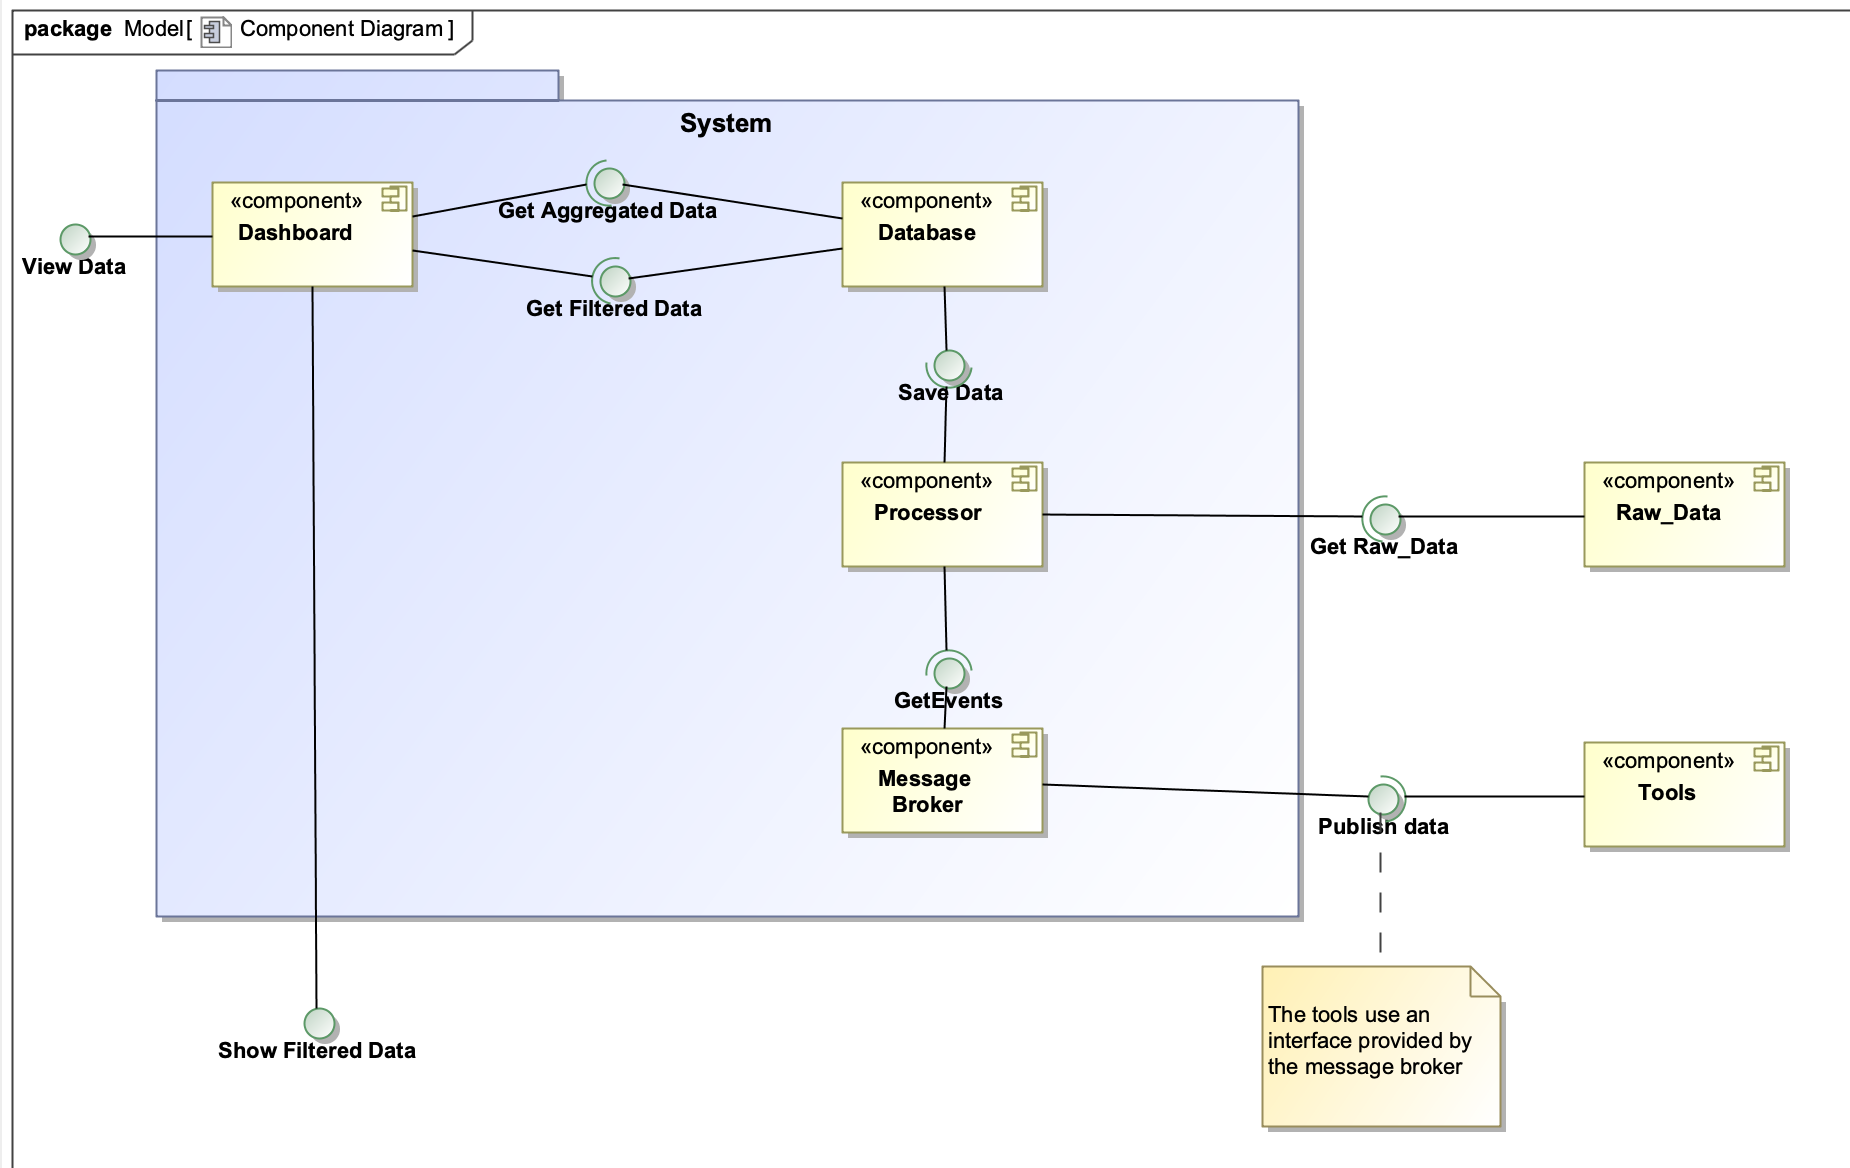 package Model[ Component Diagram ]
System
«component»
Dashboard
Get Aggregated Data
«component»
Database
View Data
Get Filtered Data
Save Data
«component»
Processor
Get Raw_Data
«component»
Raw_Data
GetEvents
«component»
Message
Broker
Publish data
«component»
Tools
The tools use an
interface provided by
the message broker
Show Filtered Data